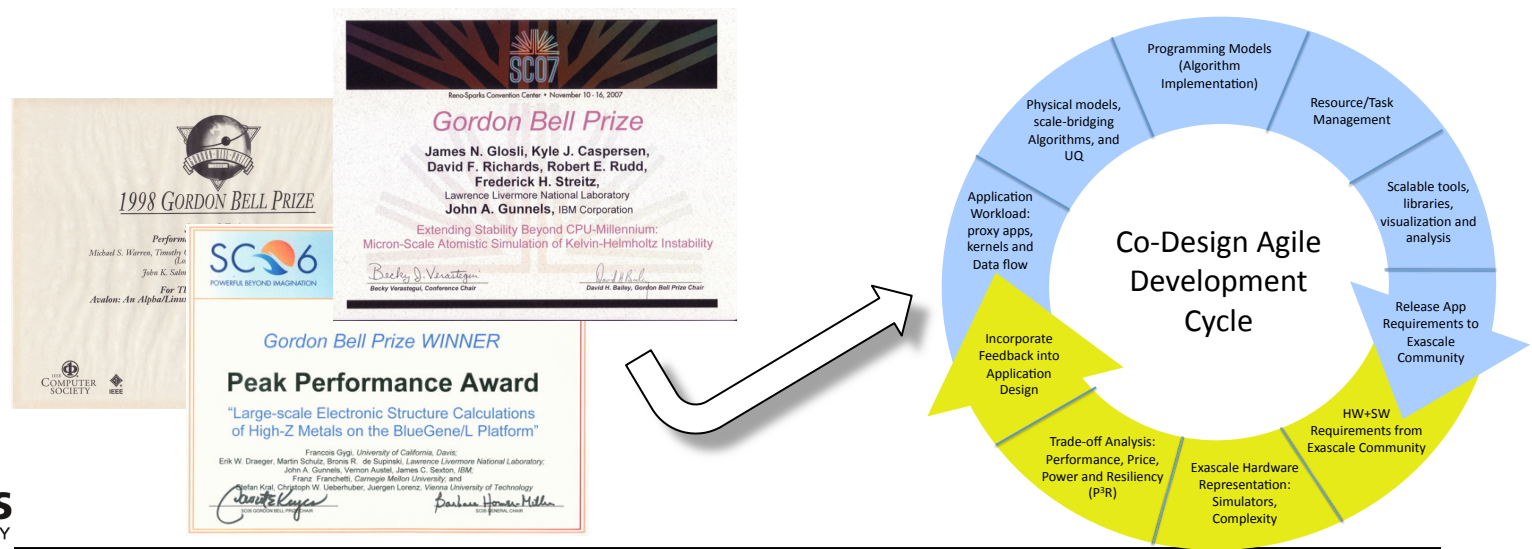 SC07
Reno-Sparks Convention Center • November 10 - 16, 2007
Gordon Bell Prize
James N. Glosli, Kyle J. Caspersen,
David F. Richards, Robert E. Rudd,
Frederick H. Streitz,
Lawrence Livermore National Laboratory
John A. Gunnels, IBM Corporation
Extending Stability Beyond CPU-Millennium:
Micron-Scale Atomistic Simulation of Kelvin-Helmholtz Instability
Becky Verastegui, Conference Chair
David H. Bailey, Gordon Bell Prize Chair
1998 GORDON BELL PRIZE
Michael S. Warren, Timothy
For
Avalon: An Alpha/Linu
IEEE
COMPUTER
SOCIETY
IEEE
SC06
POWERFUL BEYOND IMAGINATION
Gordon Bell Prize WINNER
Peak Performance Award
“Large-scale Electronic Structure Calculations
of High-Z Metals on the BlueGene/L Platform”
Francois Gygi, University of California, Davis;
Erik W. Draeger, Martin Schulz, Bronis R. de Supinski, Lawrence Livermore National Laboratory;
John A. Gunnels, Vernon Austel, James C. Sexton, IBM;
Franz Franchetti, Carnegie Mellon University; and
Stefan Kral, Christoph W. Ueberhuber, Juergen Lorenz, Vienna University of Technology
SC06 GORDON BELL PRIZE CHAIR
SC06 GENERAL CHAIR
S
Y
Co-Design Agile
Development
Cycle
Programming Models
(Algorithm
Implementation)
Resource/Task
Management
Scalable tools,
libraries,
visualization and
analysis
Release App
Requirements to
Exascale
Community
HW+SW
Requirements from
Exascale Community
Exascale Hardware
Representation:
Simulators,
Complexity
Trade-off Analysis:
Performance, Price,
Power and Resiliency
(P³R)
Incorporate
Feedback into
Application
Design
Application
Workload:
proxy apps,
kernels and
Data flow
Physical models,
scale-bridging
Algorithms, and
UQ